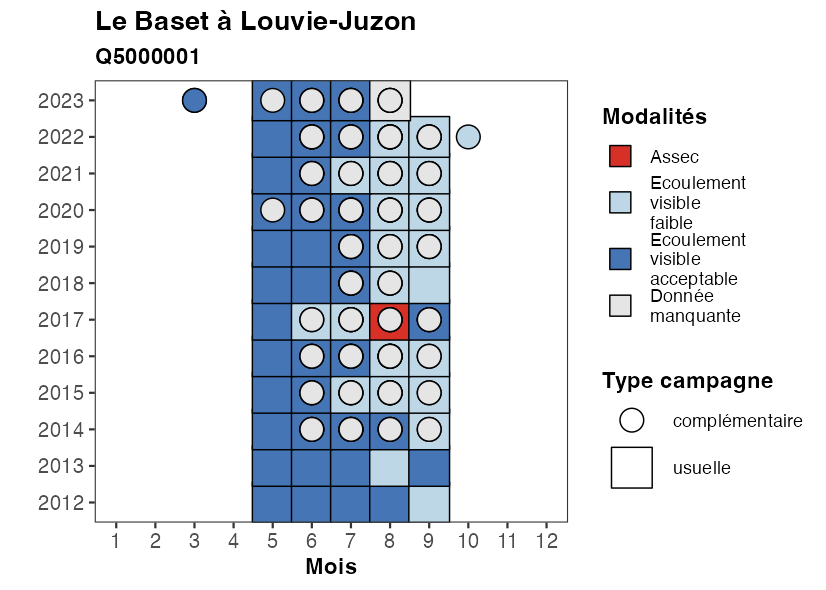 Le Baset à Louvie-Juzon
Q5000001
2023
2022
2021
2020
2019
2018
2017
2016
2015
2014
2013
2012
1 2 3 4 5 6 7 8 9 10 11 12
Mois
Modalités
Assec
Ecoulement
visible
faible
Ecoulement
visible
acceptable
Donnée
manquante
Type campagne
complémentaire
usuelle